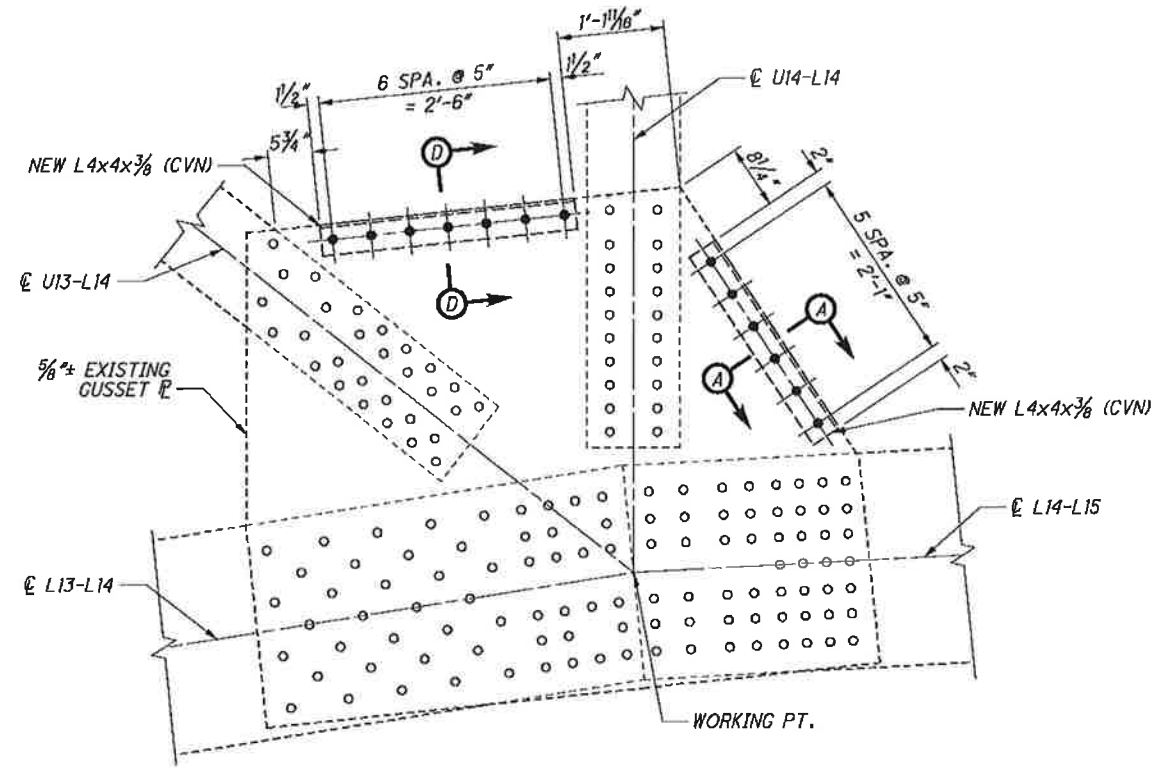 1'-1 11/16"
6 SPA. @ 5"
= 2'-6"
1 1/2"
1 1/2"
5 3/4"
℄ U14-L14
NEW L4x4x3/8 (CVN)
D
8 1/4"
2"
5 SPA. @ 5"
= 2'-1"
℄ U13-L14
D
A
A
2"
5/8"± EXISTING
GUSSET ℙ
NEW L4x4x3/8 (CVN)
℄ L14-L15
℄ L13-L14
WORKING PT.